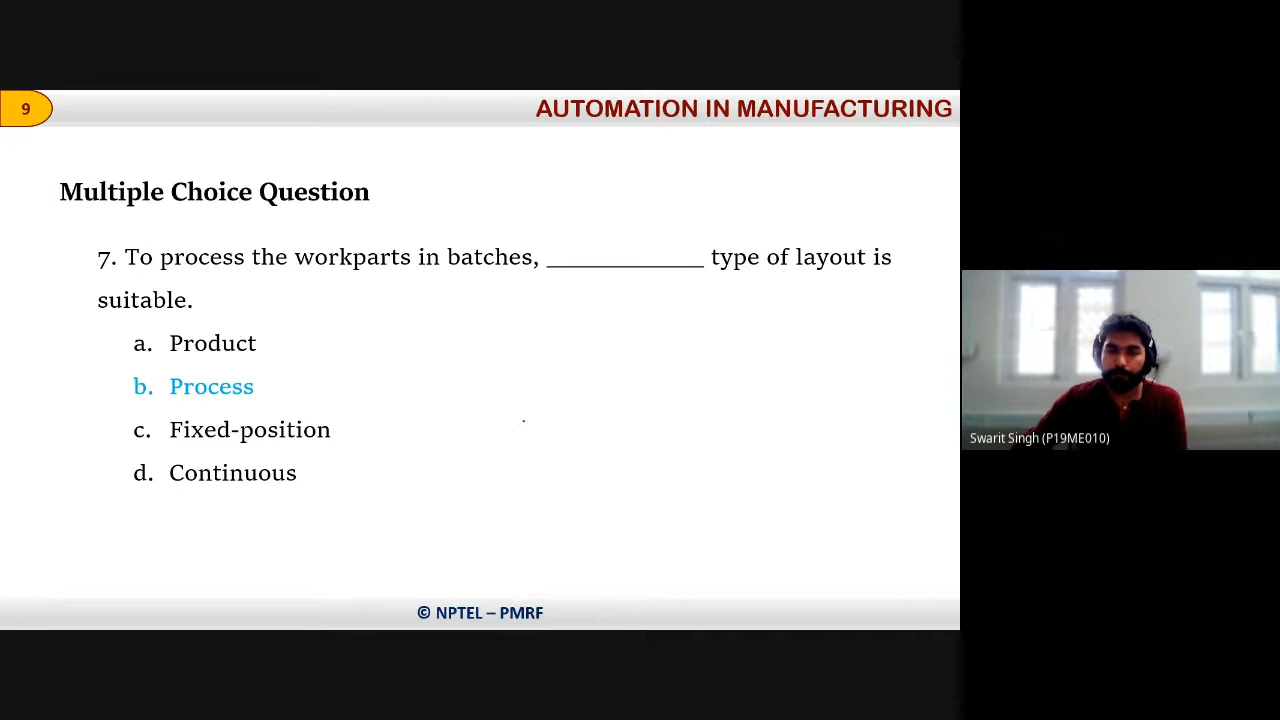 9
AUTOMATION IN MANUFACTURING
Multiple Choice Question
7. To process the workparts in batches, _____________ type of layout is
suitable.
a. Product
b. Process
c. Fixed-position
d. Continuous
Swarit Singh (P19ME010)
© NPTEL – PMRF